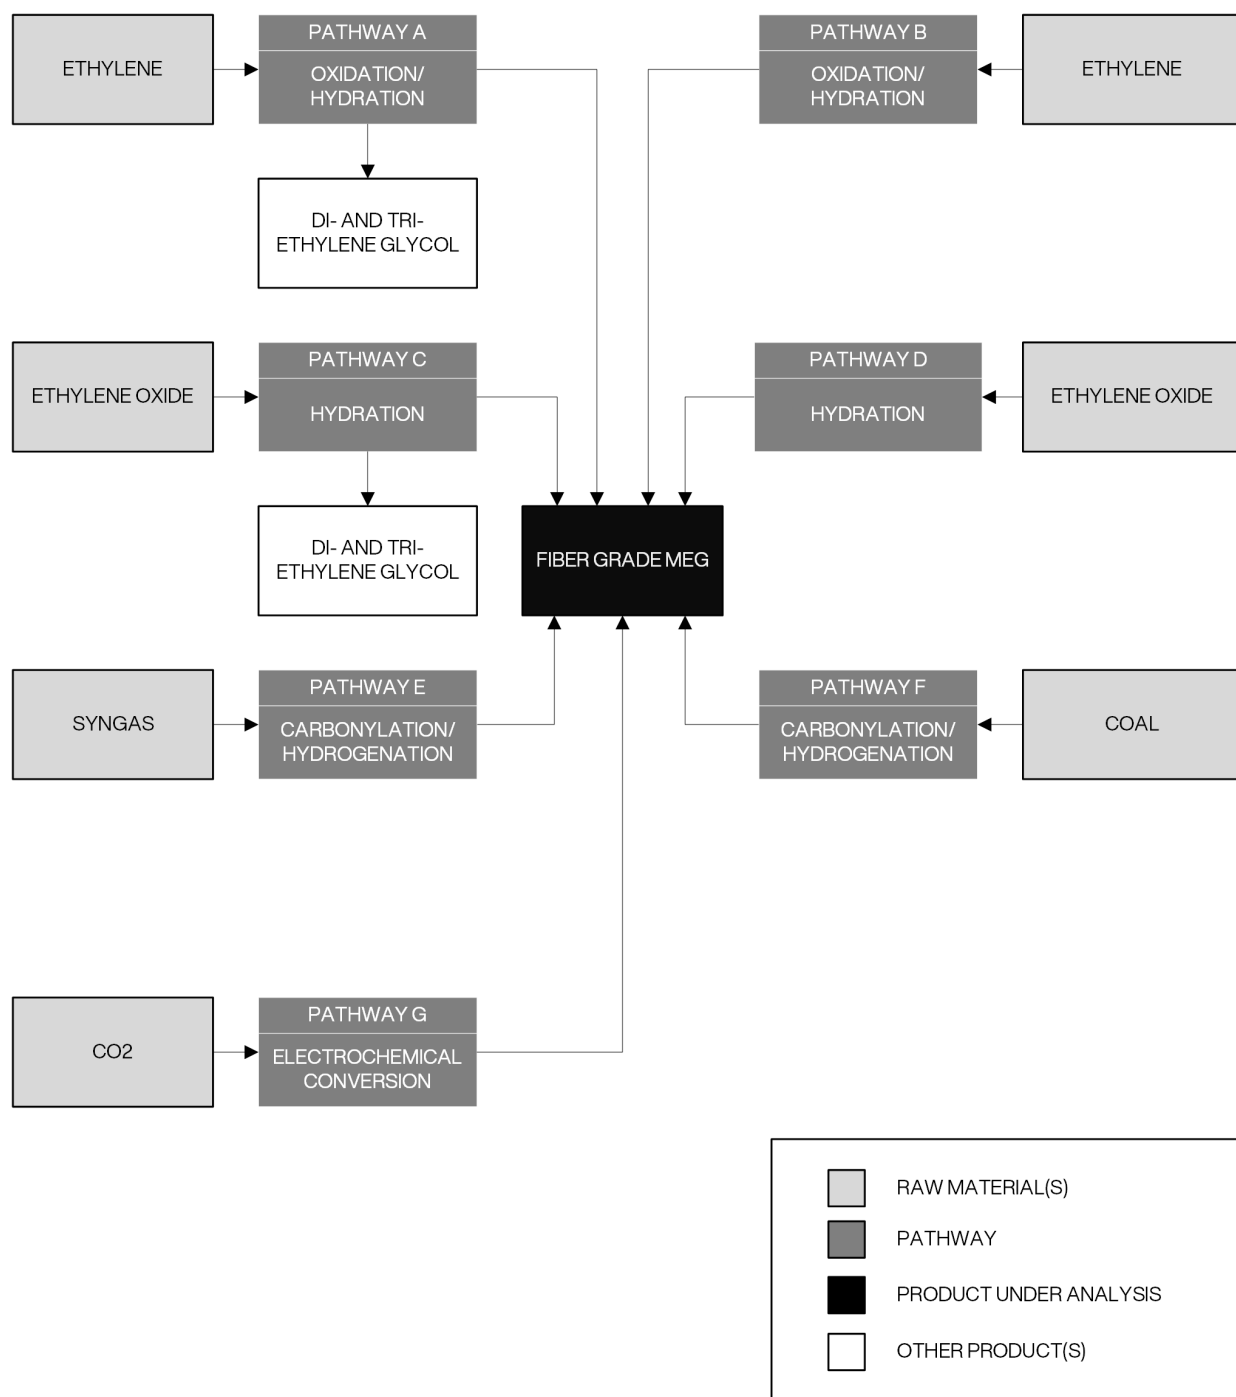 PATHWAY A
PATHWAY B
ETHYLENE
OXIDATION/
HYDRATION
OXIDATION/
HYDRATION
ETHYLENE
DI- AND TRI-
ETHYLENE GLYCOL
PATHWAY C
PATHWAY D
ETHYLENE OXIDE
HYDRATION
HYDRATION
ETHYLENE OXIDE
DI- AND TRI-
ETHYLENE GLYCOL
FIBER GRADE MEG
PATHWAY E
PATHWAY F
SYNGAS
CARBONYLATION/
HYDROGENATION
CARBONYLATION/
HYDROGENATION
COAL
PATHWAY G
CO2
ELECTROCHEMICAL
CONVERSION
RAW MATERIAL(S)
PATHWAY
PRODUCT UNDER ANALYSIS
OTHER PRODUCT(S)